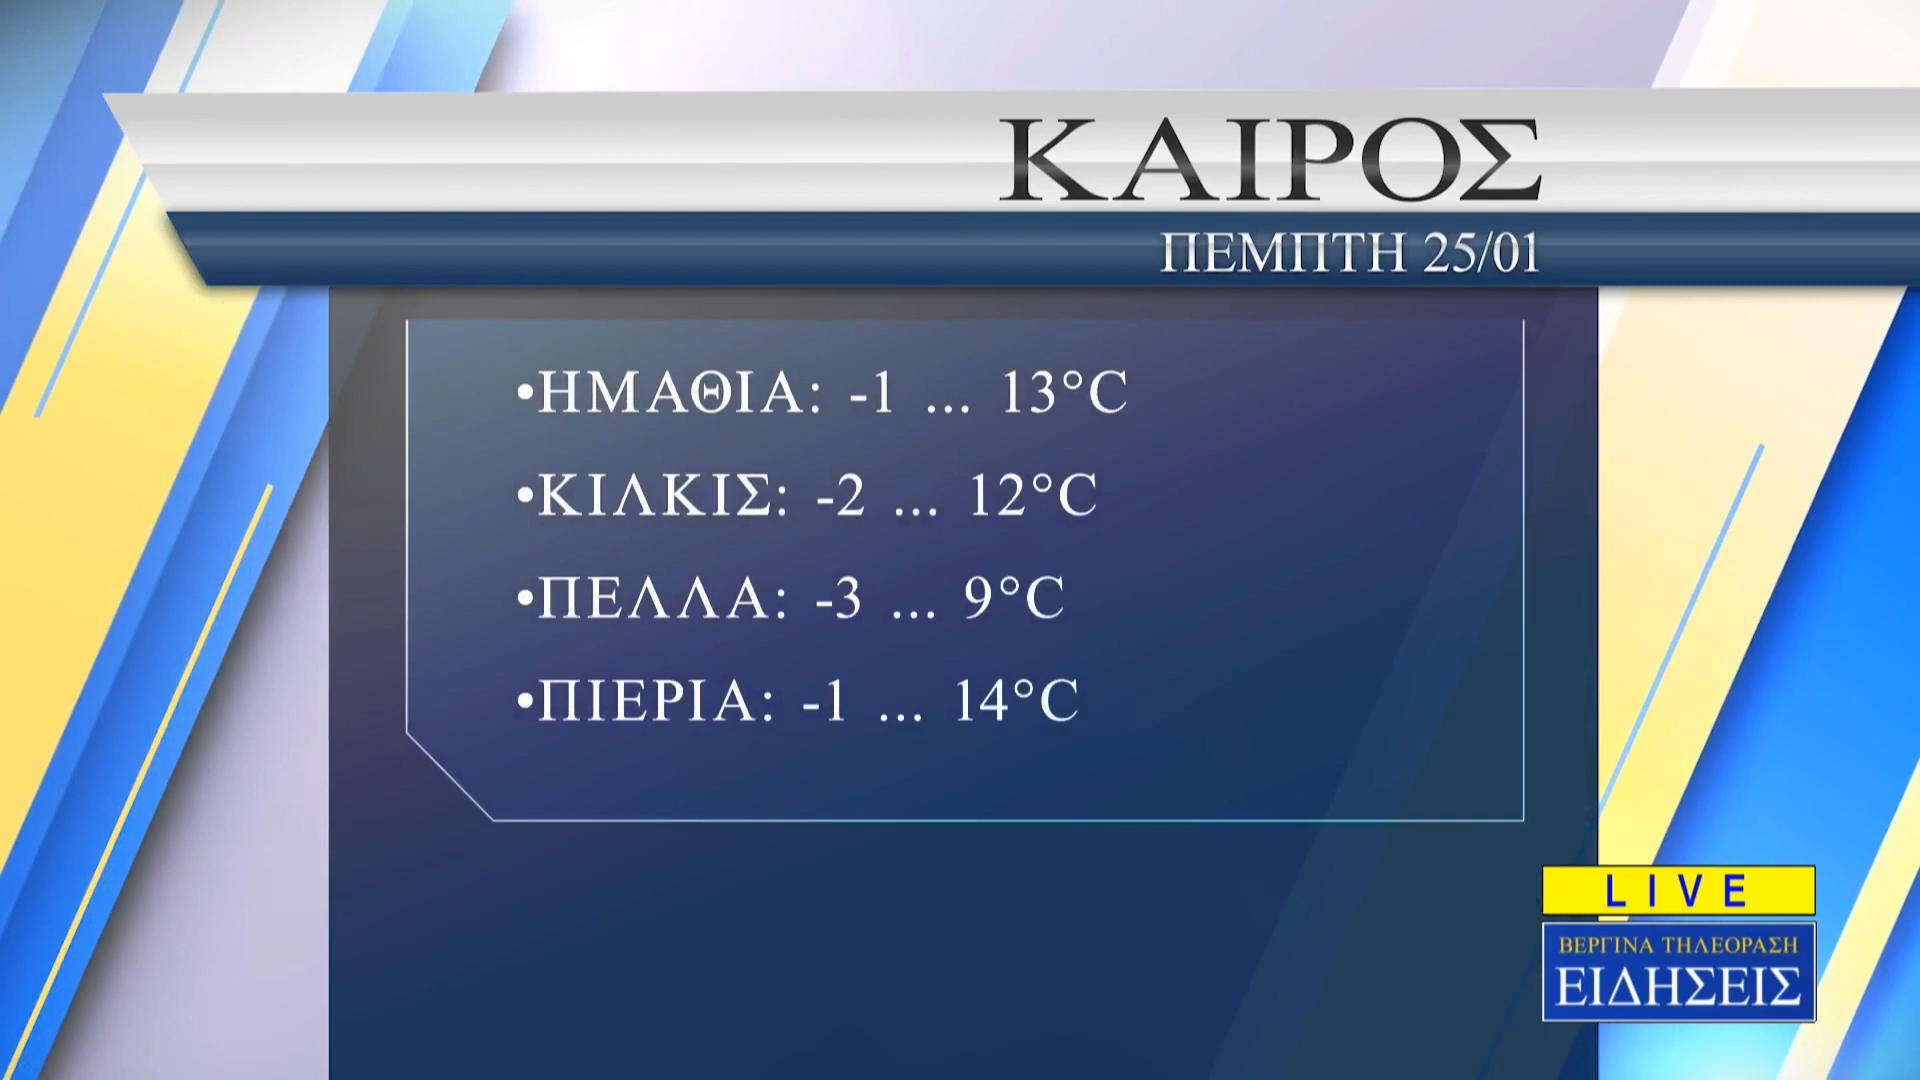 ΚΑΙΡΟΣ
ΠΕΜΠΤΗ 25/01
•ΗΜΑΘΙΑ: -1 ... 13°C
•ΚΙΛΚΙΣ: -2 ... 12°C
•ΠΕΛΛΑ: -3 ... 9°C
•ΠΙΕΡΙΑ: -1 ... 14°C
LIVE
ΒΕΡΓΙΝΑ ΤΗΛΕΟΡΑΣΗ
ΕΙΔΗΣΕΙΣ